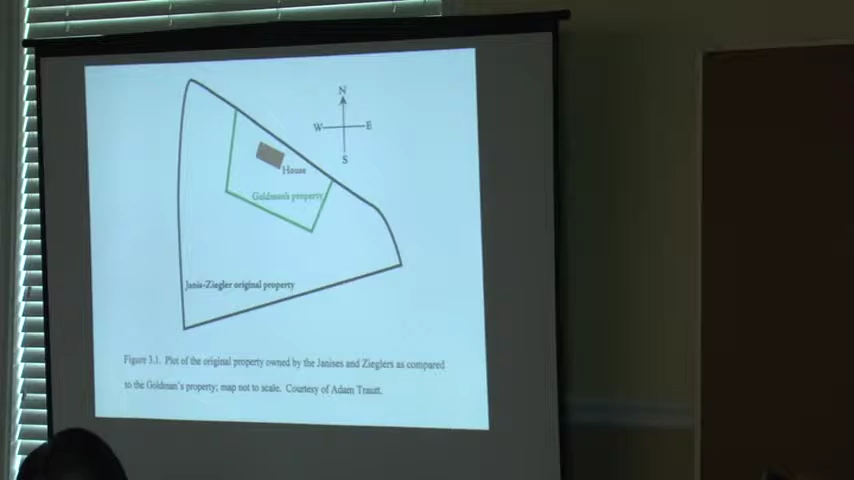 N
W
E
S
House
Goldman's property
Janis-Ziegler original property
Figure 3.1. Plot of the original property owned by the Janises and Zieglers as compared
to the Goldman's property; map not to scale. Courtesy of Adam Trautt.